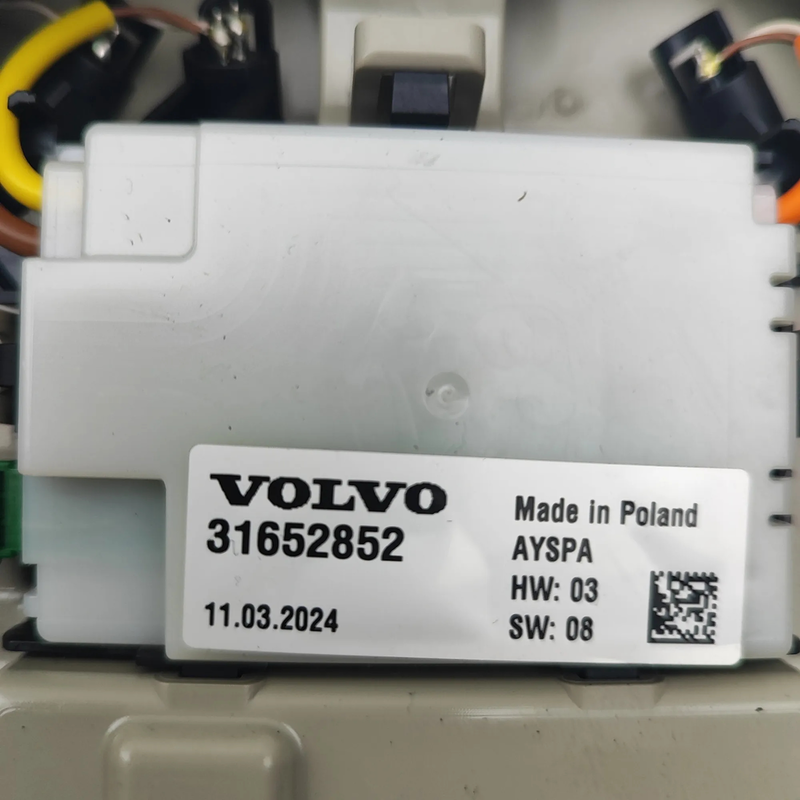 VOLVO
31652852
11.03.2024
Made in Poland
AYSPA
HW: 03
SW: 08